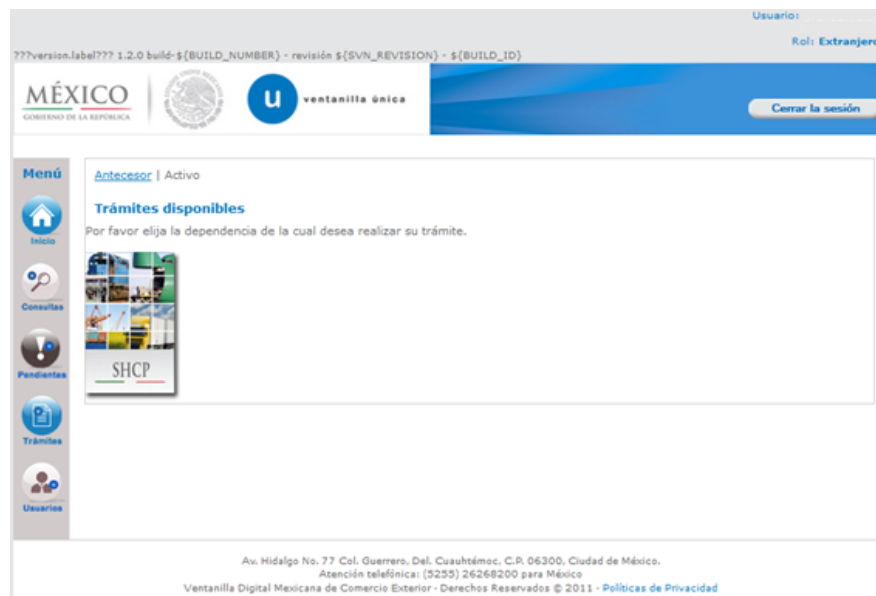 Usuario:
Rol: Extranjero
???version.label??? 1.2.0 build-${BUILD_NUMBER} - revisión ${SVN_REVISION} - ${BUILD_ID}
MÉXICO
GOBIERNO DE LA REPÚBLICA
u
ventanilla única
Cerrar la sesión
Menú
Antecesor | Activo
Trámites disponibles
Por favor elija la dependencia de la cual desea realizar su trámite.
Inicio
Consultas
Pendientes
SHCP
Trámites
Usuarios
Av. Hidalgo No. 77 Col. Guerrero, Del. Cuauhtémoc, C.P. 06300, Ciudad de México.
Atención telefónica: (5255) 26268200 para México
Ventanilla Digital Mexicana de Comercio Exterior - Derechos Reservados © 2011 - Políticas de Privacidad